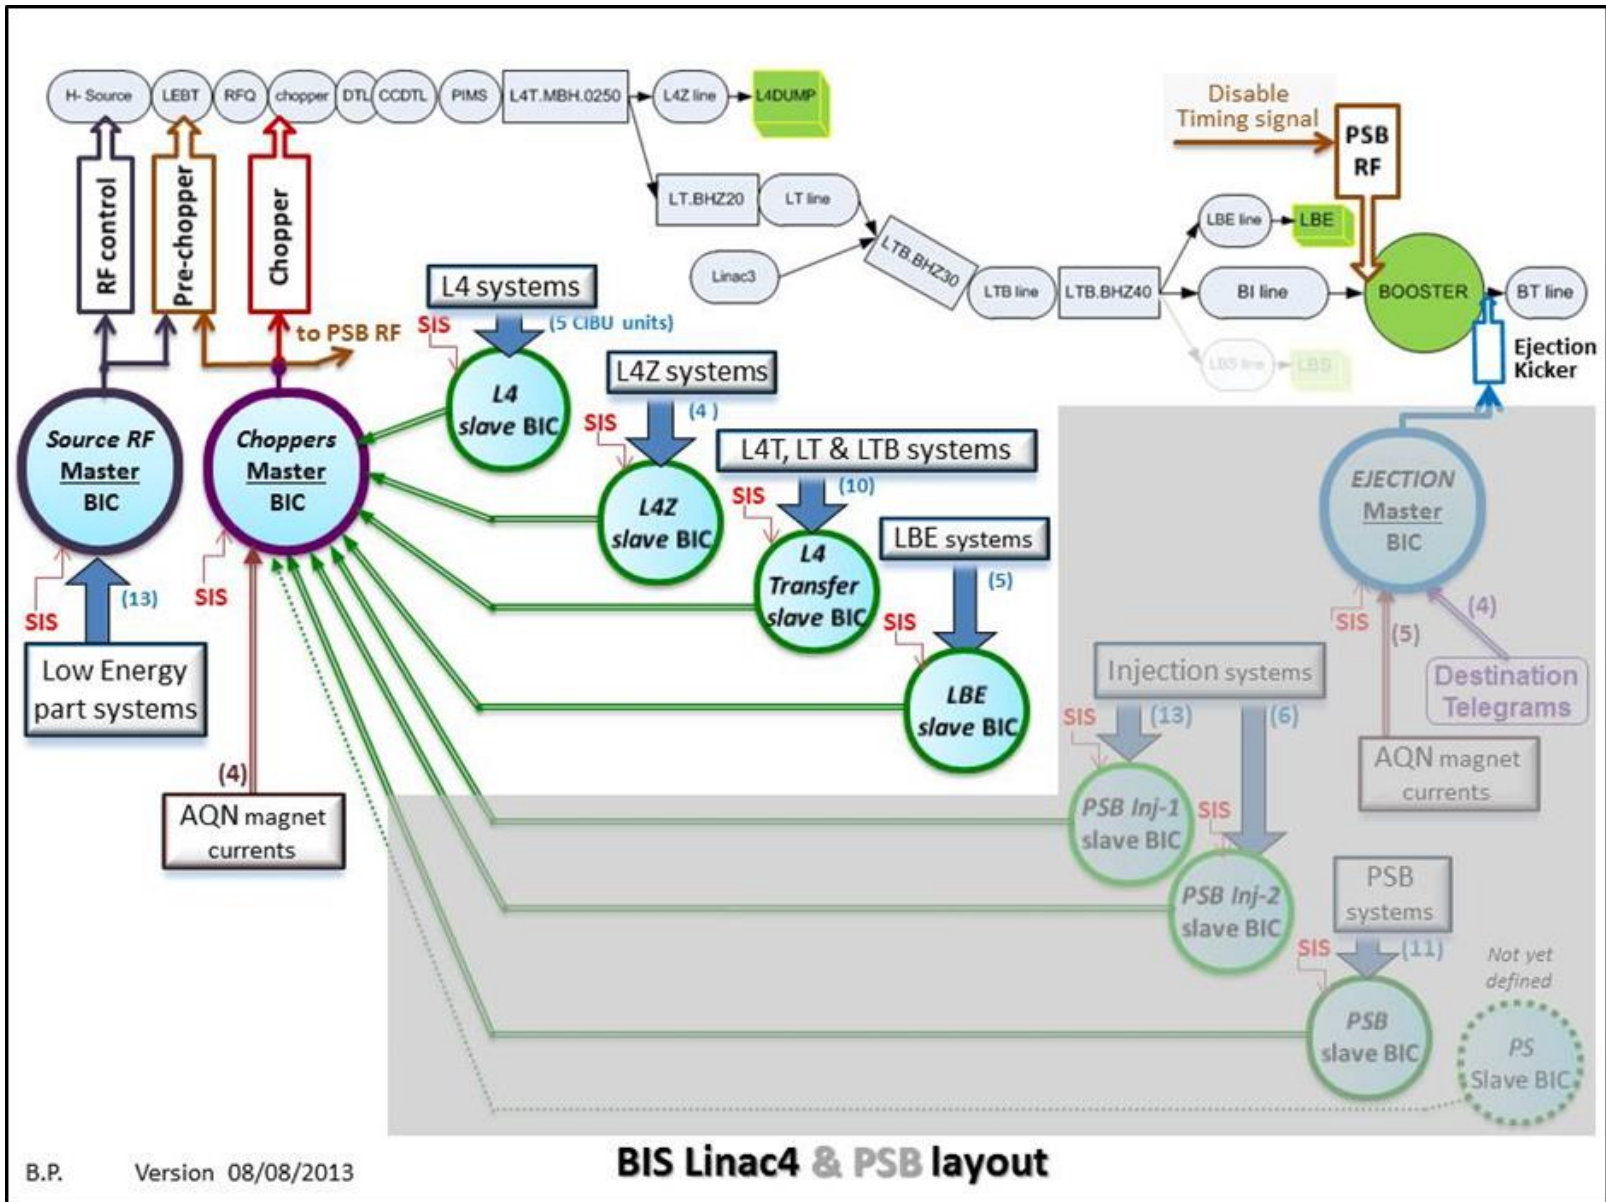 H- Source
LEBT
RFQ
chopper
DTL
CCDTL
PIMS
L4T.MBH.0250
L4Z line
L4DUMP
Disable
Timing signal
PSB
RF
RF control
Pre-chopper
Chopper
LT.BHZ20
LT line
LBE line
LBE
Linac3
LTB.BHZ30
LTB line
LTB.BHZ40
BI line
BOOSTER
BT line
LBS line
LBS
Ejection
Kicker
to PSB RF
L4 systems
SIS
(5 CIBU units)
L4
slave BIC
L4Z systems
SIS
(4 )
L4Z
slave BIC
L4T, LT & LTB systems
SIS
(10)
L4
Transfer
slave BIC
LBE systems
SIS
(5)
LBE
slave BIC
Source RF
Master
BIC
SIS
(13)
Low Energy
part systems
Choppers
Master
BIC
SIS
(4)
AQN magnet
currents
EJECTION
Master
BIC
SIS
(5)
(4)
Destination
Telegrams
AQN magnet
currents
Injection systems
SIS
(13)
(6)
PSB Inj-1
slave BIC
SIS
PSB Inj-2
slave BIC
PSB
systems
SIS
(11)
PSB
slave BIC
Not yet
defined
PS
Slave BIC
BIS Linac4 & PSB layout
B.P. Version 08/08/2013